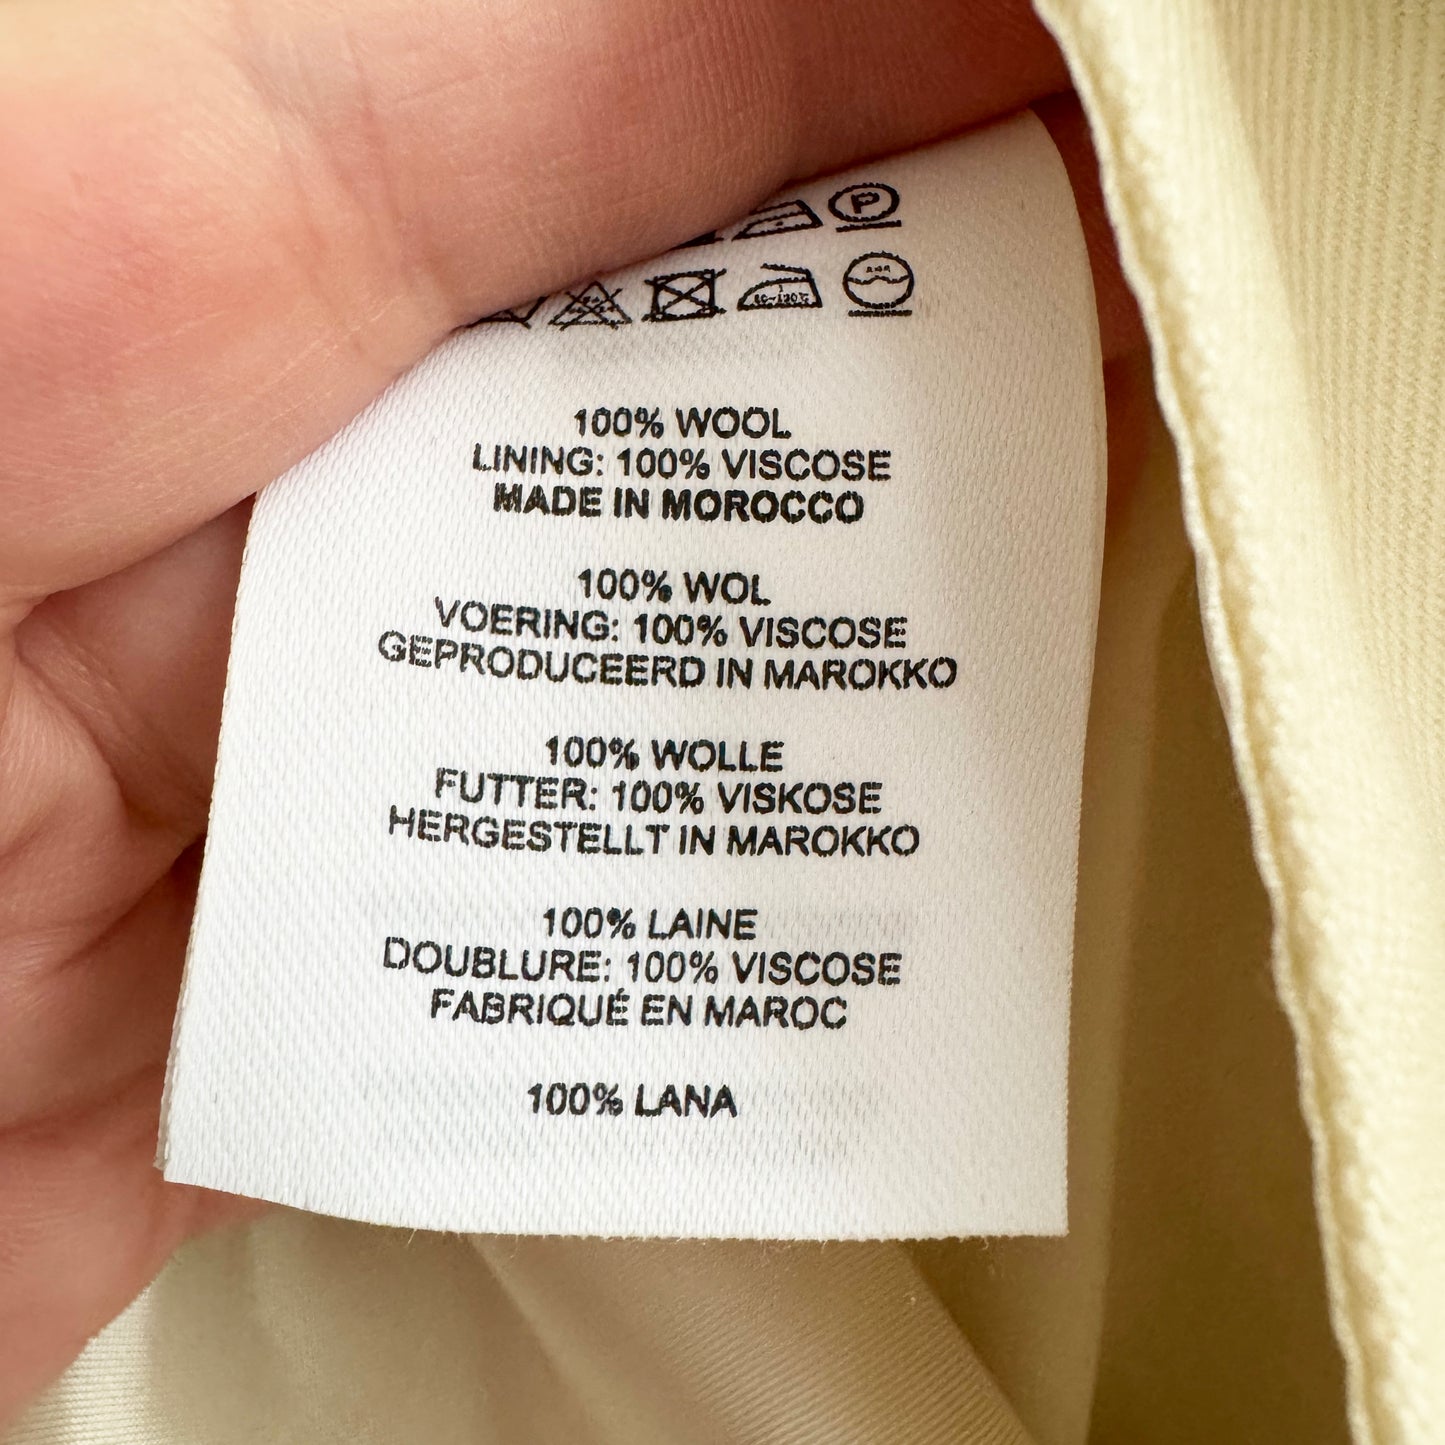 P
100% WOOL
LINING: 100% VISCOSE
MADE IN MOROCCO
100% WOL
VOERING: 100% VISCOSE
GEPRODUCEERD IN MAROKKO
100% WOLLE
FUTTER: 100% VISKOSE
HERGESTELLT IN MAROKKO
100% LAINE
DOUBLURE: 100% VISCOSE
FABRIQUÉ EN MAROC
100% LANA